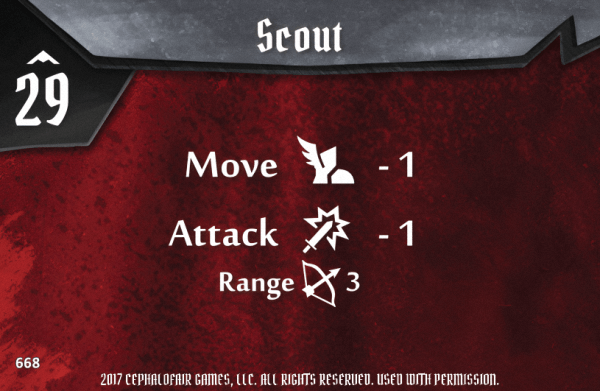 Scout
29
Move - 1
Attack - 1
Range 3
668
2017 CEPHALOFAIR GAMES, LLC. ALL RIGHTS RESERVED. USED WITH PERMISSION.